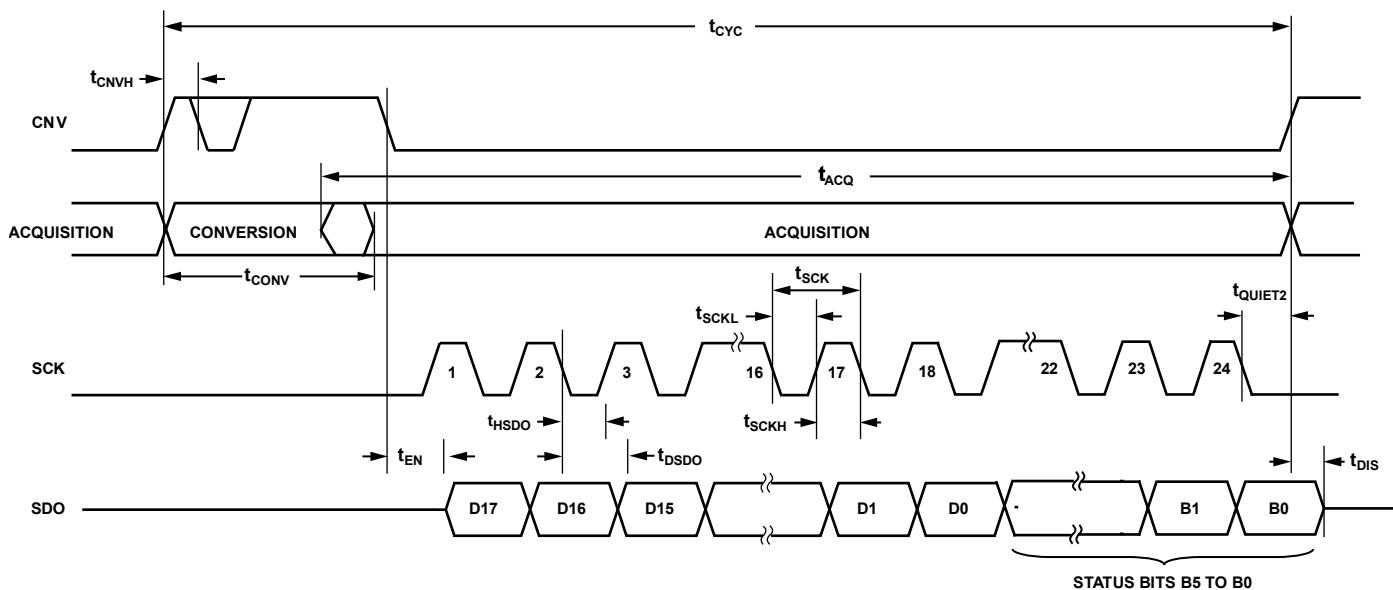 tCYC
tCNVH
CNV
tACQ
ACQUISITION
CONVERSION
ACQUISITION
tCONV
tSCK
tQUIET2
tSCKL
SCK
1
2
3
16
17
18
22
23
24
tHSDO
tSCKH
tEN
tDSDO
tDIS
SDO
D17
D16
D15
D1
D0
B1
B0
STATUS BITS B5 TO B0